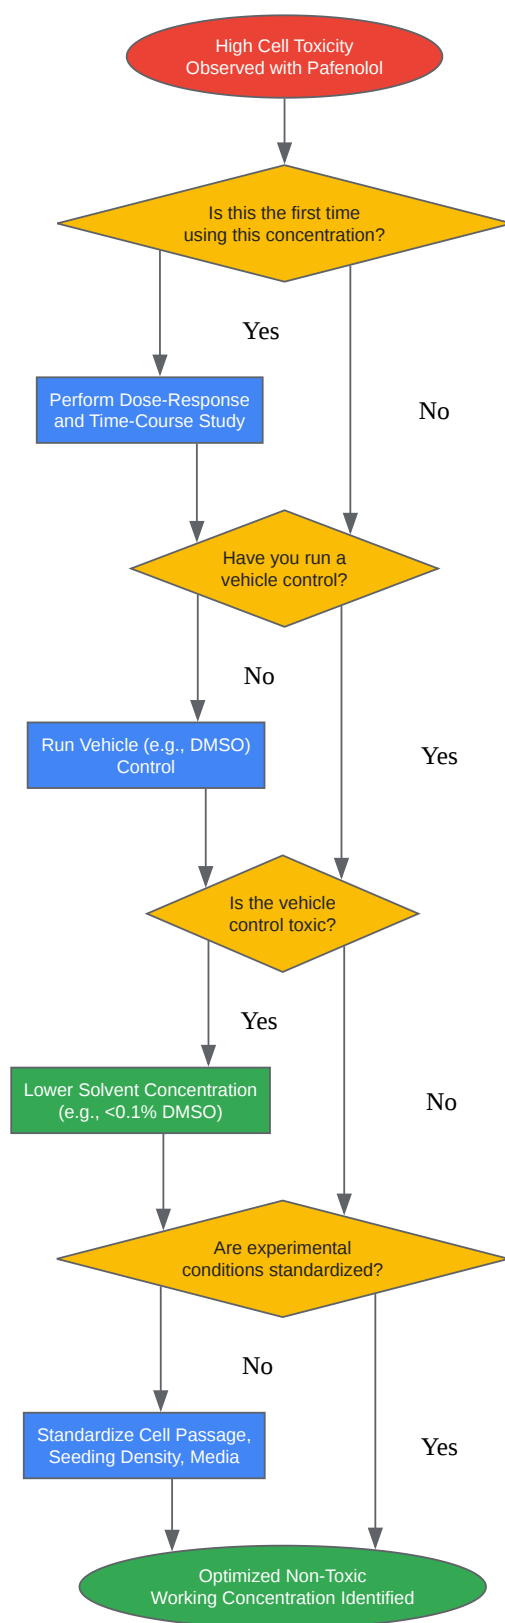 High Cell Toxicity
Observed with Pafenolol
Is this the first time
using this concentration?
Yes
Perform Dose-Response
and Time-Course Study
No
Have you run a
vehicle control?
No
Run Vehicle (e.g., DMSO)
Control
Yes
Is the vehicle
control toxic?
Yes
Lower Solvent Concentration
(e.g., <0.1% DMSO)
No
Are experimental
conditions standardized?
No
Standardize Cell Passage,
Seeding Density, Media
Yes
Optimized Non-Toxic
Working Concentration Identified